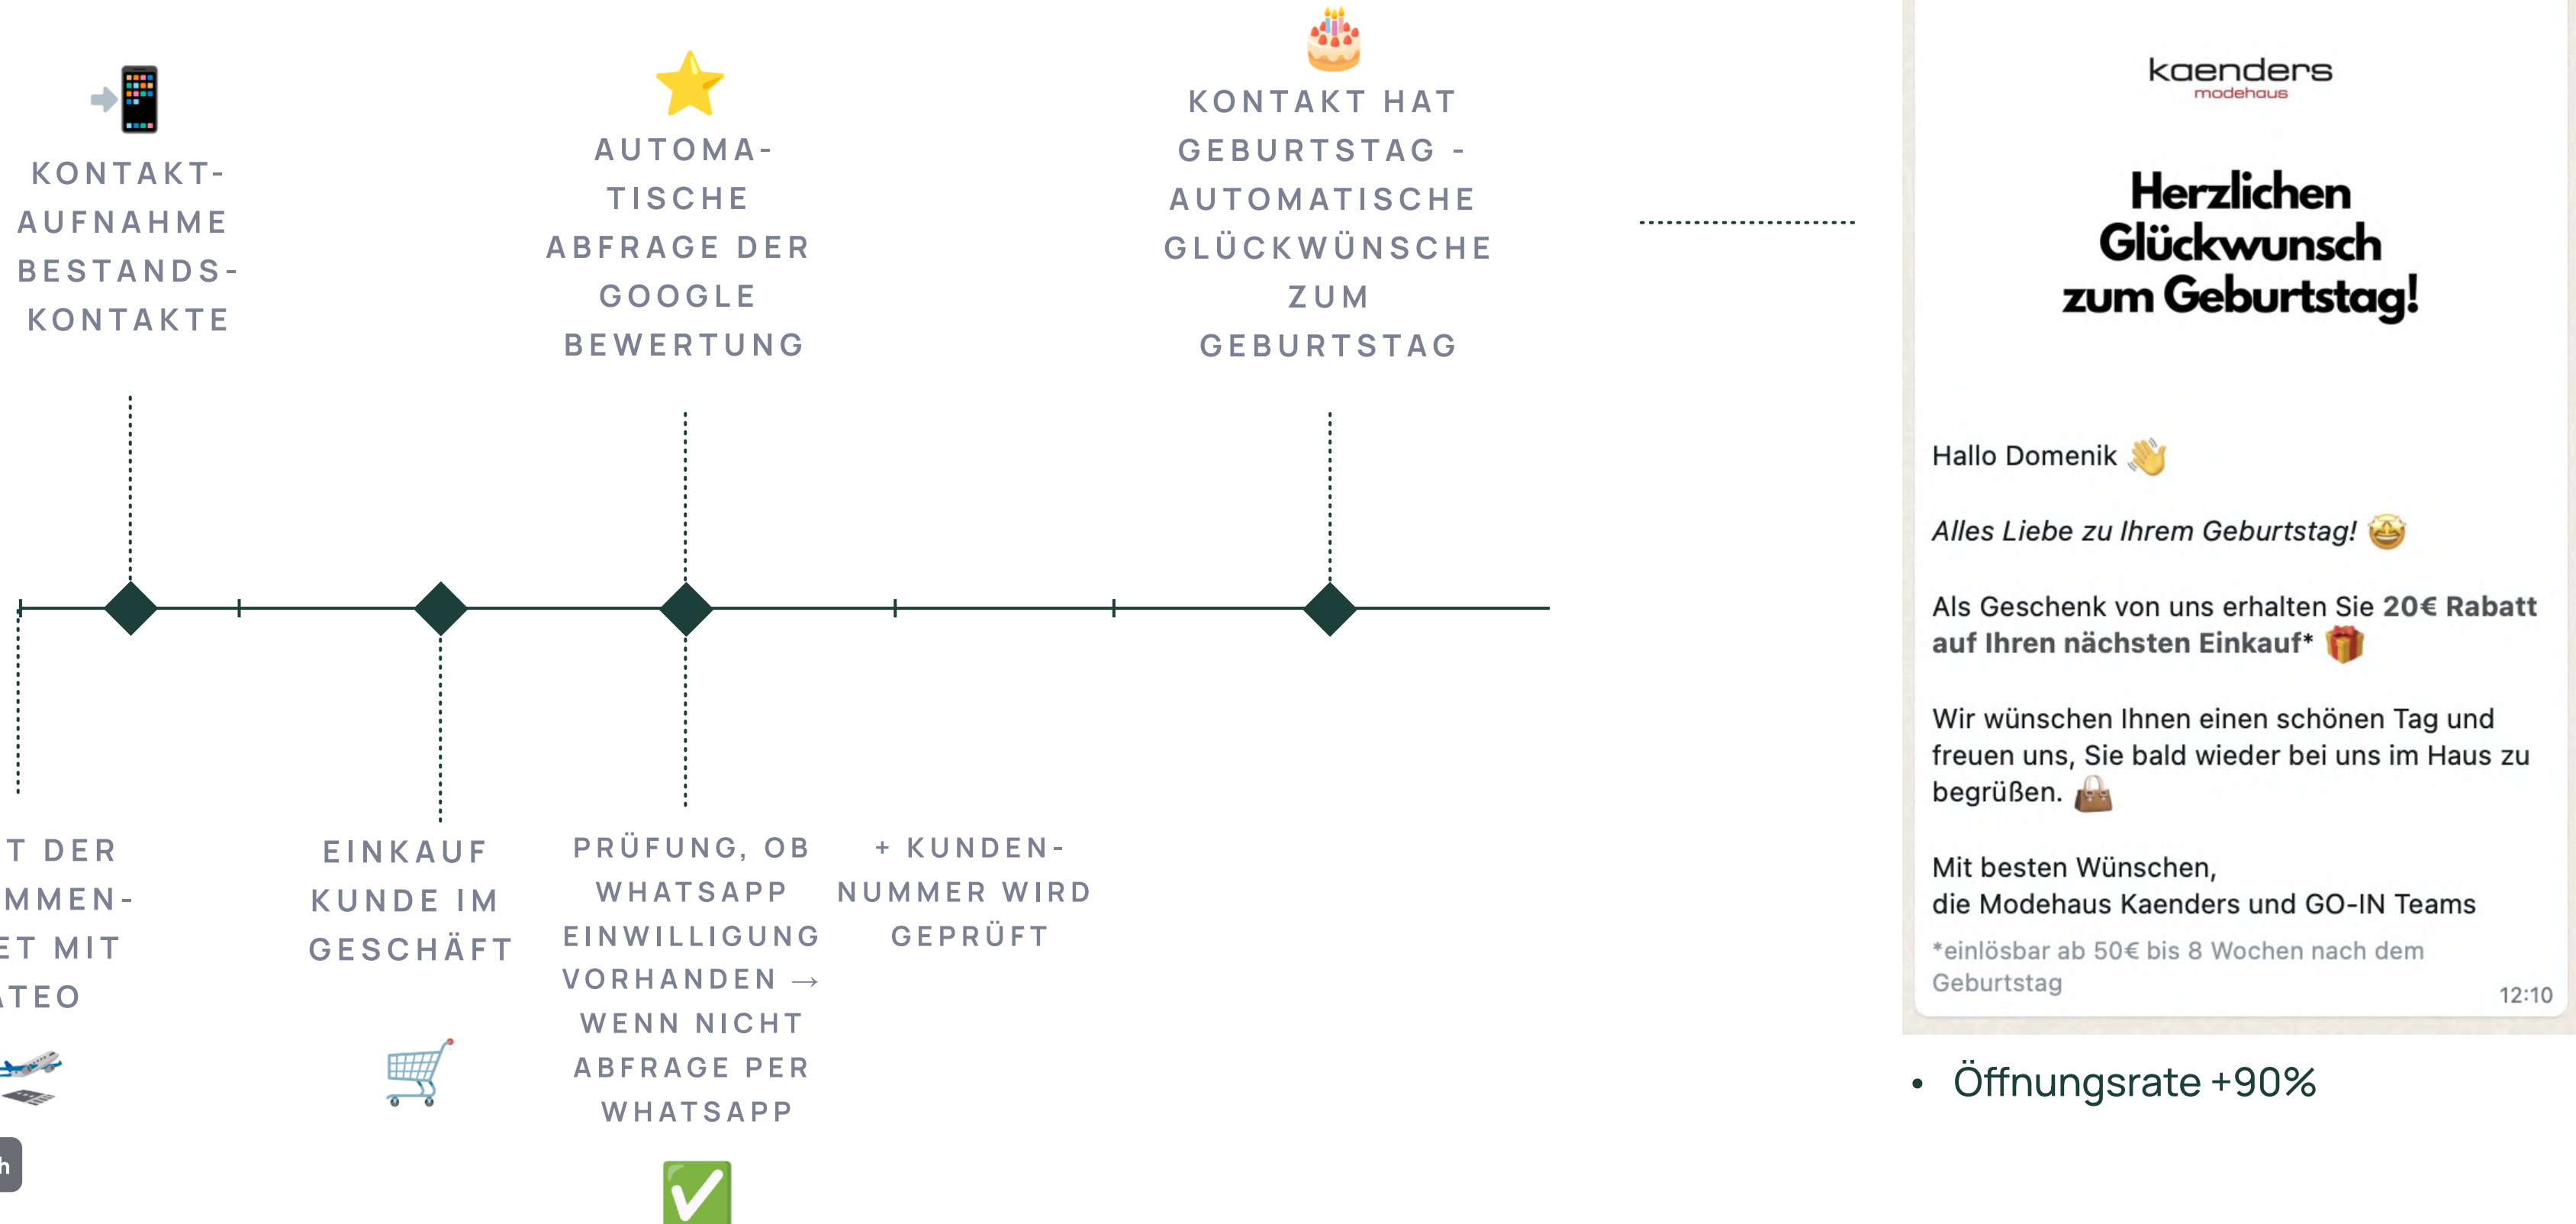 KONTAKT-
AUFNAHME
BESTANDS-
KONTAKTE
AUTOMA-
TISCHE
ABFRAGE DER
GOOGLE
BEWERTUNG
KONTAKT HAT
GEBURTSTAG -
AUTOMATISCHE
GLÜCKWÜNSCHE
ZUM
GEBURTSTAG
T DER
MMEN-
ET MIT
ATEO
h
EINKAUF
KUNDE IM
GESCHÄFT
PRÜFUNG, OB
WHATSAPP
EINWILLIGUNG
VORHANDEN →
WENN NICHT
ABFRAGE PER
WHATSAPP
+ KUNDEN-
NUMMER WIRD
GEPRÜFT
kaenders
modehaus
Herzlichen
Glückwunsch
zum Geburtstag!
Hallo Domenik 👋
Alles Liebe zu Ihrem Geburtstag! 🤩
Als Geschenk von uns erhalten Sie 20€ Rabatt
auf Ihren nächsten Einkauf* 🎁
Wir wünschen Ihnen einen schönen Tag und
freuen uns, Sie bald wieder bei uns im Haus zu
begrüßen. 👜
Mit besten Wünschen,
die Modehaus Kaenders und GO-IN Teams
*einlösbar ab 50€ bis 8 Wochen nach dem
Geburtstag
12:10
• Öffnungsrate +90%